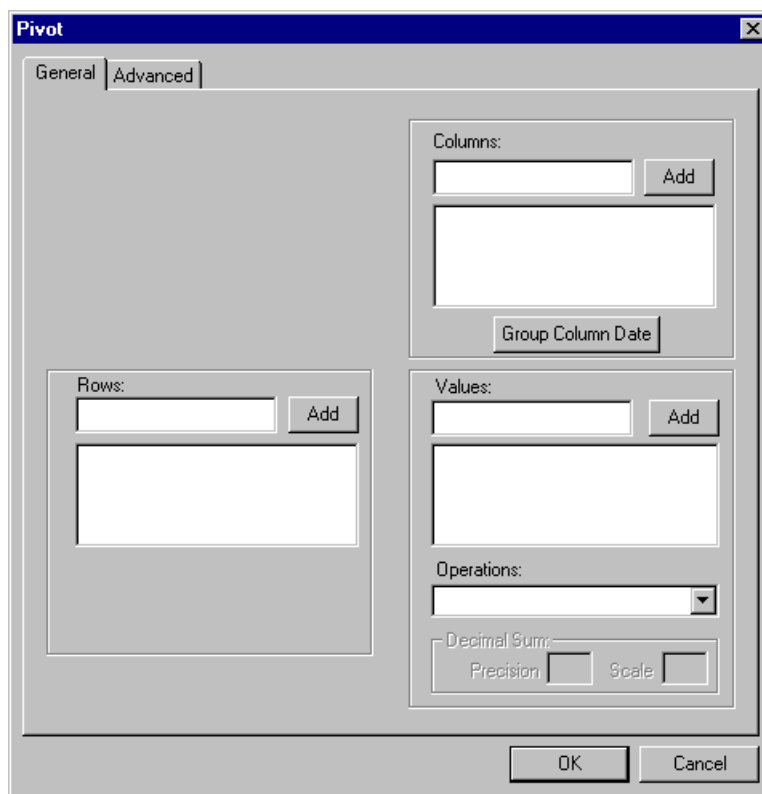 Pivot
General Advanced
Columns:
Add
Group Column Date
Rows:
Add
Values:
Add
Operations:
Decimal Sum:
Precision Scale
OK Cancel